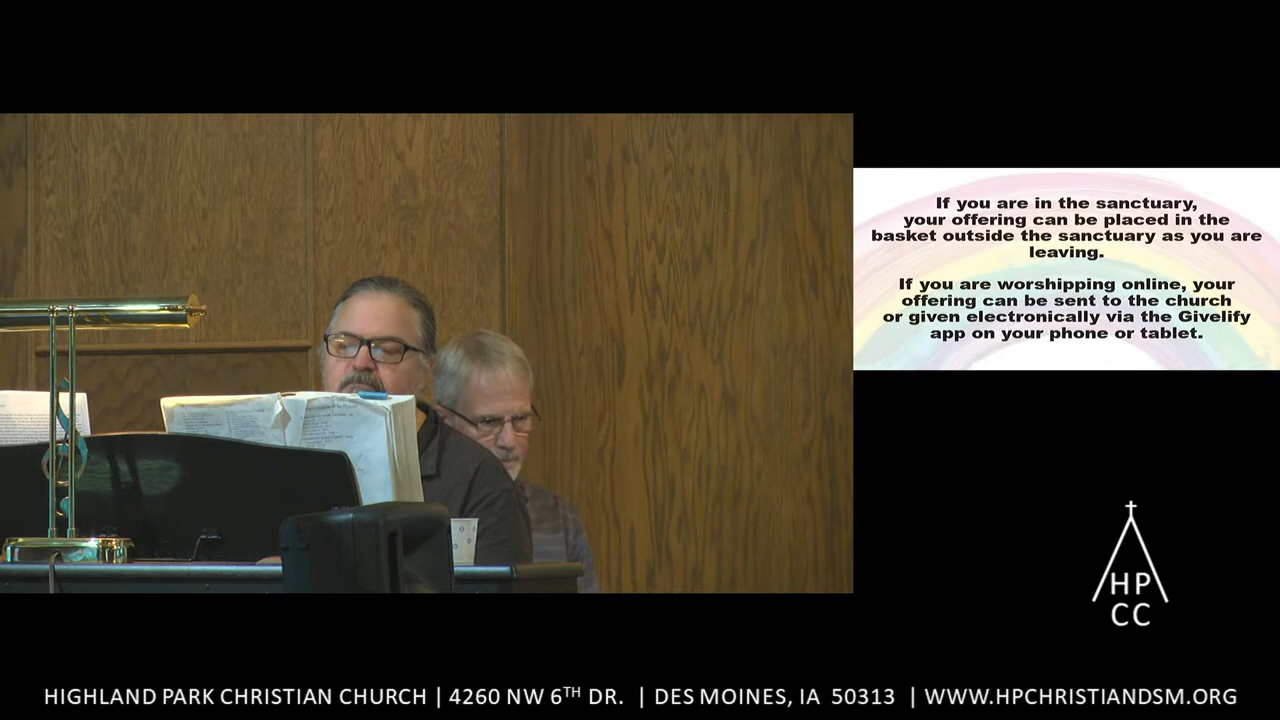 If you are in the sanctuary,
your offering can be placed in the
basket outside the sanctuary as you are
leaving.
If you are worshipping online, your
offering can be sent to the church
or given electronically via the Givelify
app on your phone or tablet.
HP
CC
HIGHLAND PARK CHRISTIAN CHURCH | 4260 NW 6TH DR. | DES MOINES, IA 50313 | WWW.HPCHRISTIANDSM.ORG